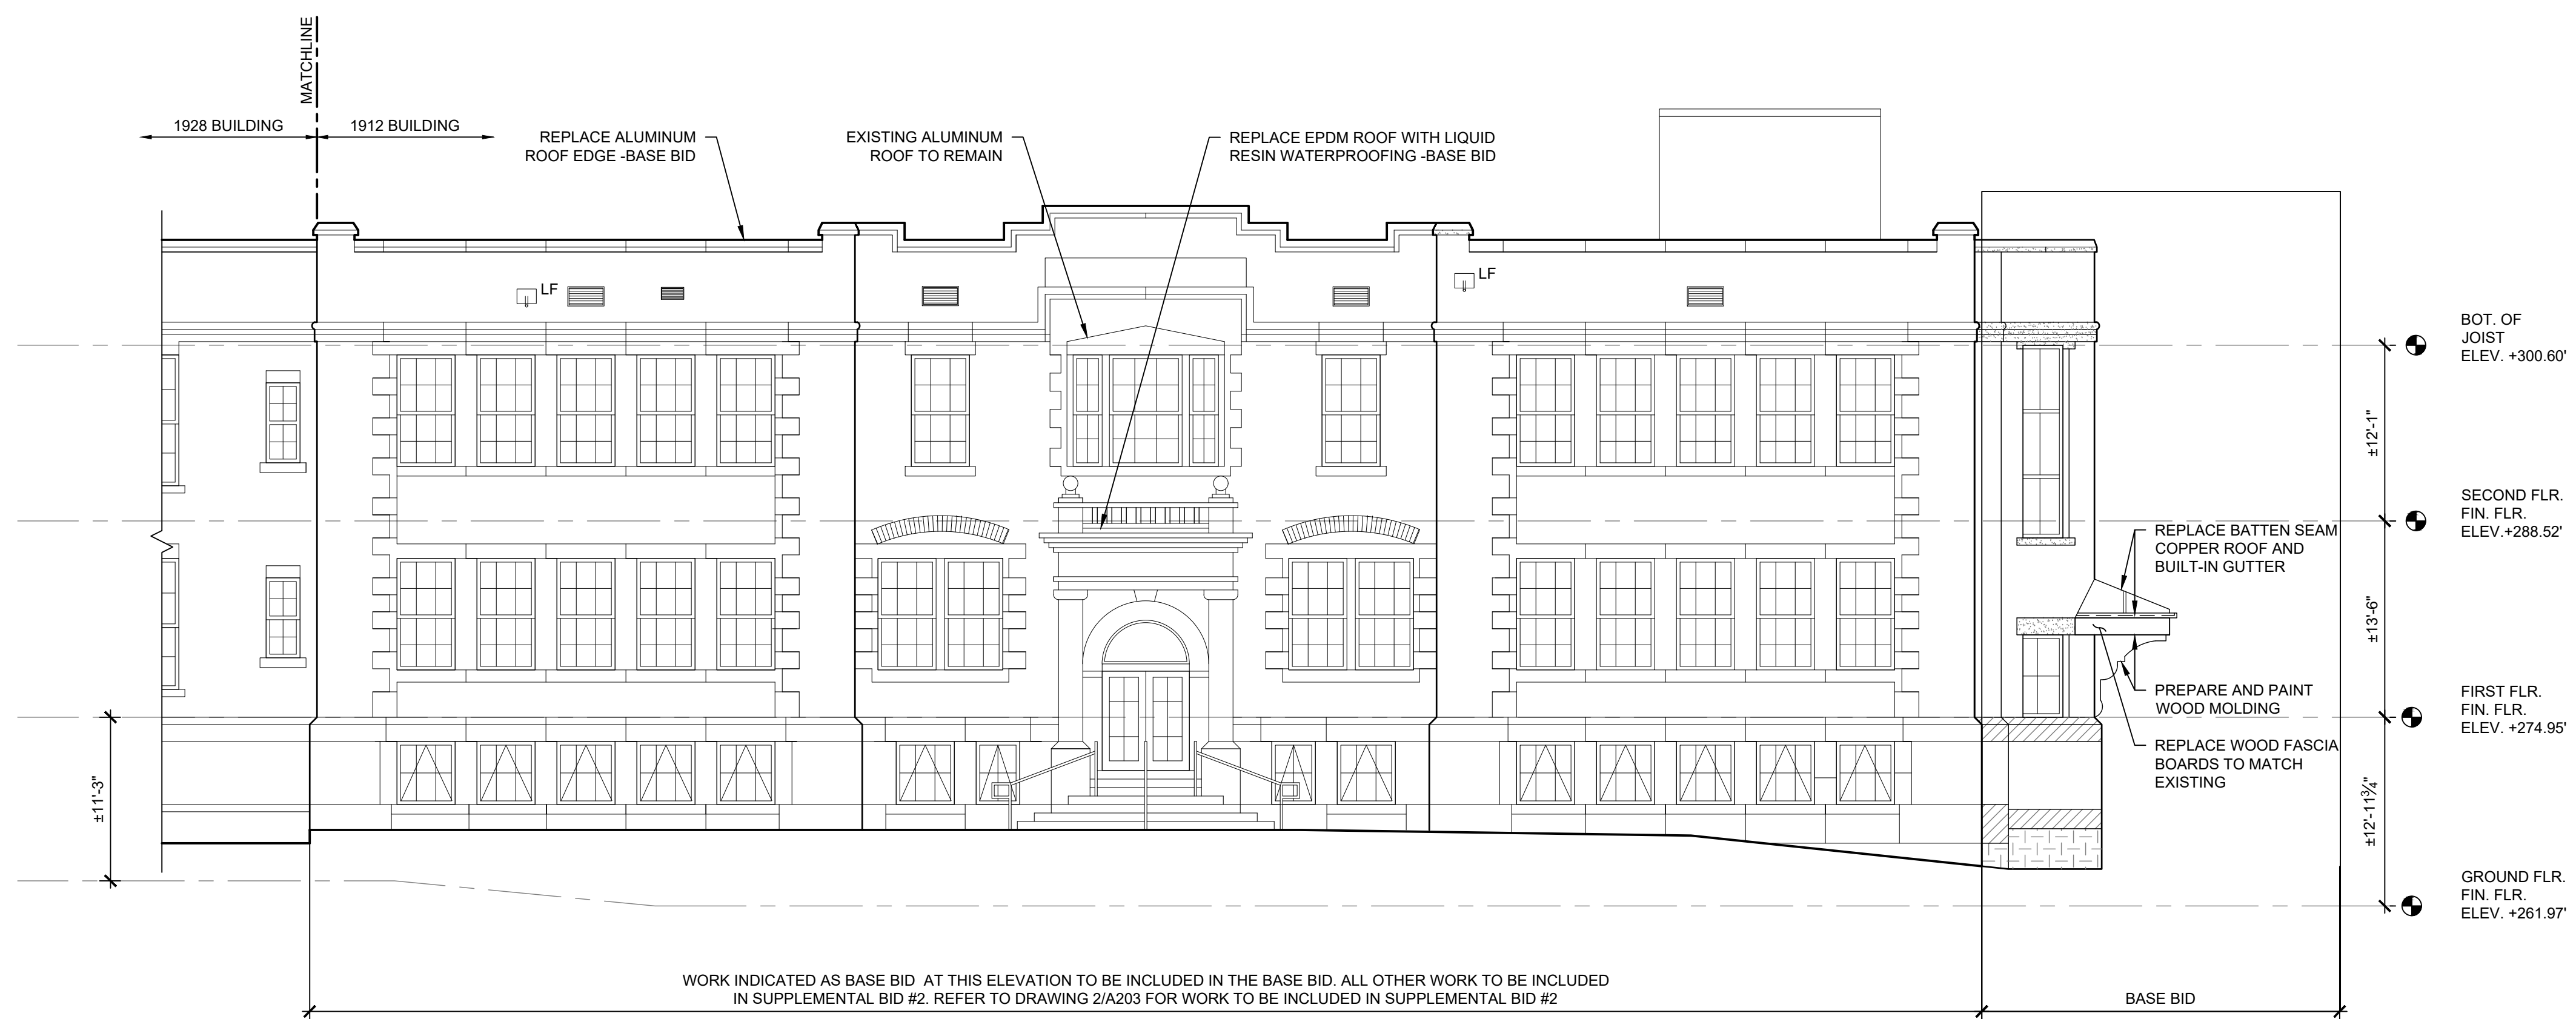 MATCHLINE
1928 BUILDING
1912 BUILDING
REPLACE ALUMINUM
ROOF EDGE -BASE BID
EXISTING ALUMINUM
ROOF TO REMAIN
REPLACE EPDM ROOF WITH LIQUID
RESIN WATERPROOFING -BASE BID
LF
LF
BOT. OF
JOIST
ELEV. +300.60'
±12'-1"
SECOND FLR.
FIN. FLR.
ELEV.+288.52'
REPLACE BATTEN SEAM
COPPER ROOF AND
BUILT-IN GUTTER
±13'-6"
PREPARE AND PAINT
WOOD MOLDING
FIRST FLR.
FIN. FLR.
ELEV. +274.95'
REPLACE WOOD FASCIA
BOARDS TO MATCH
EXISTING
±11'-3"
±12'-11¾"
GROUND FLR.
FIN. FLR.
ELEV. +261.97'
WORK INDICATED AS BASE BID  AT THIS ELEVATION TO BE INCLUDED IN THE BASE BID. ALL OTHER WORK TO BE INCLUDED
IN SUPPLEMENTAL BID #2. REFER TO DRAWING 2/A203 FOR WORK TO BE INCLUDED IN SUPPLEMENTAL BID #2
BASE BID